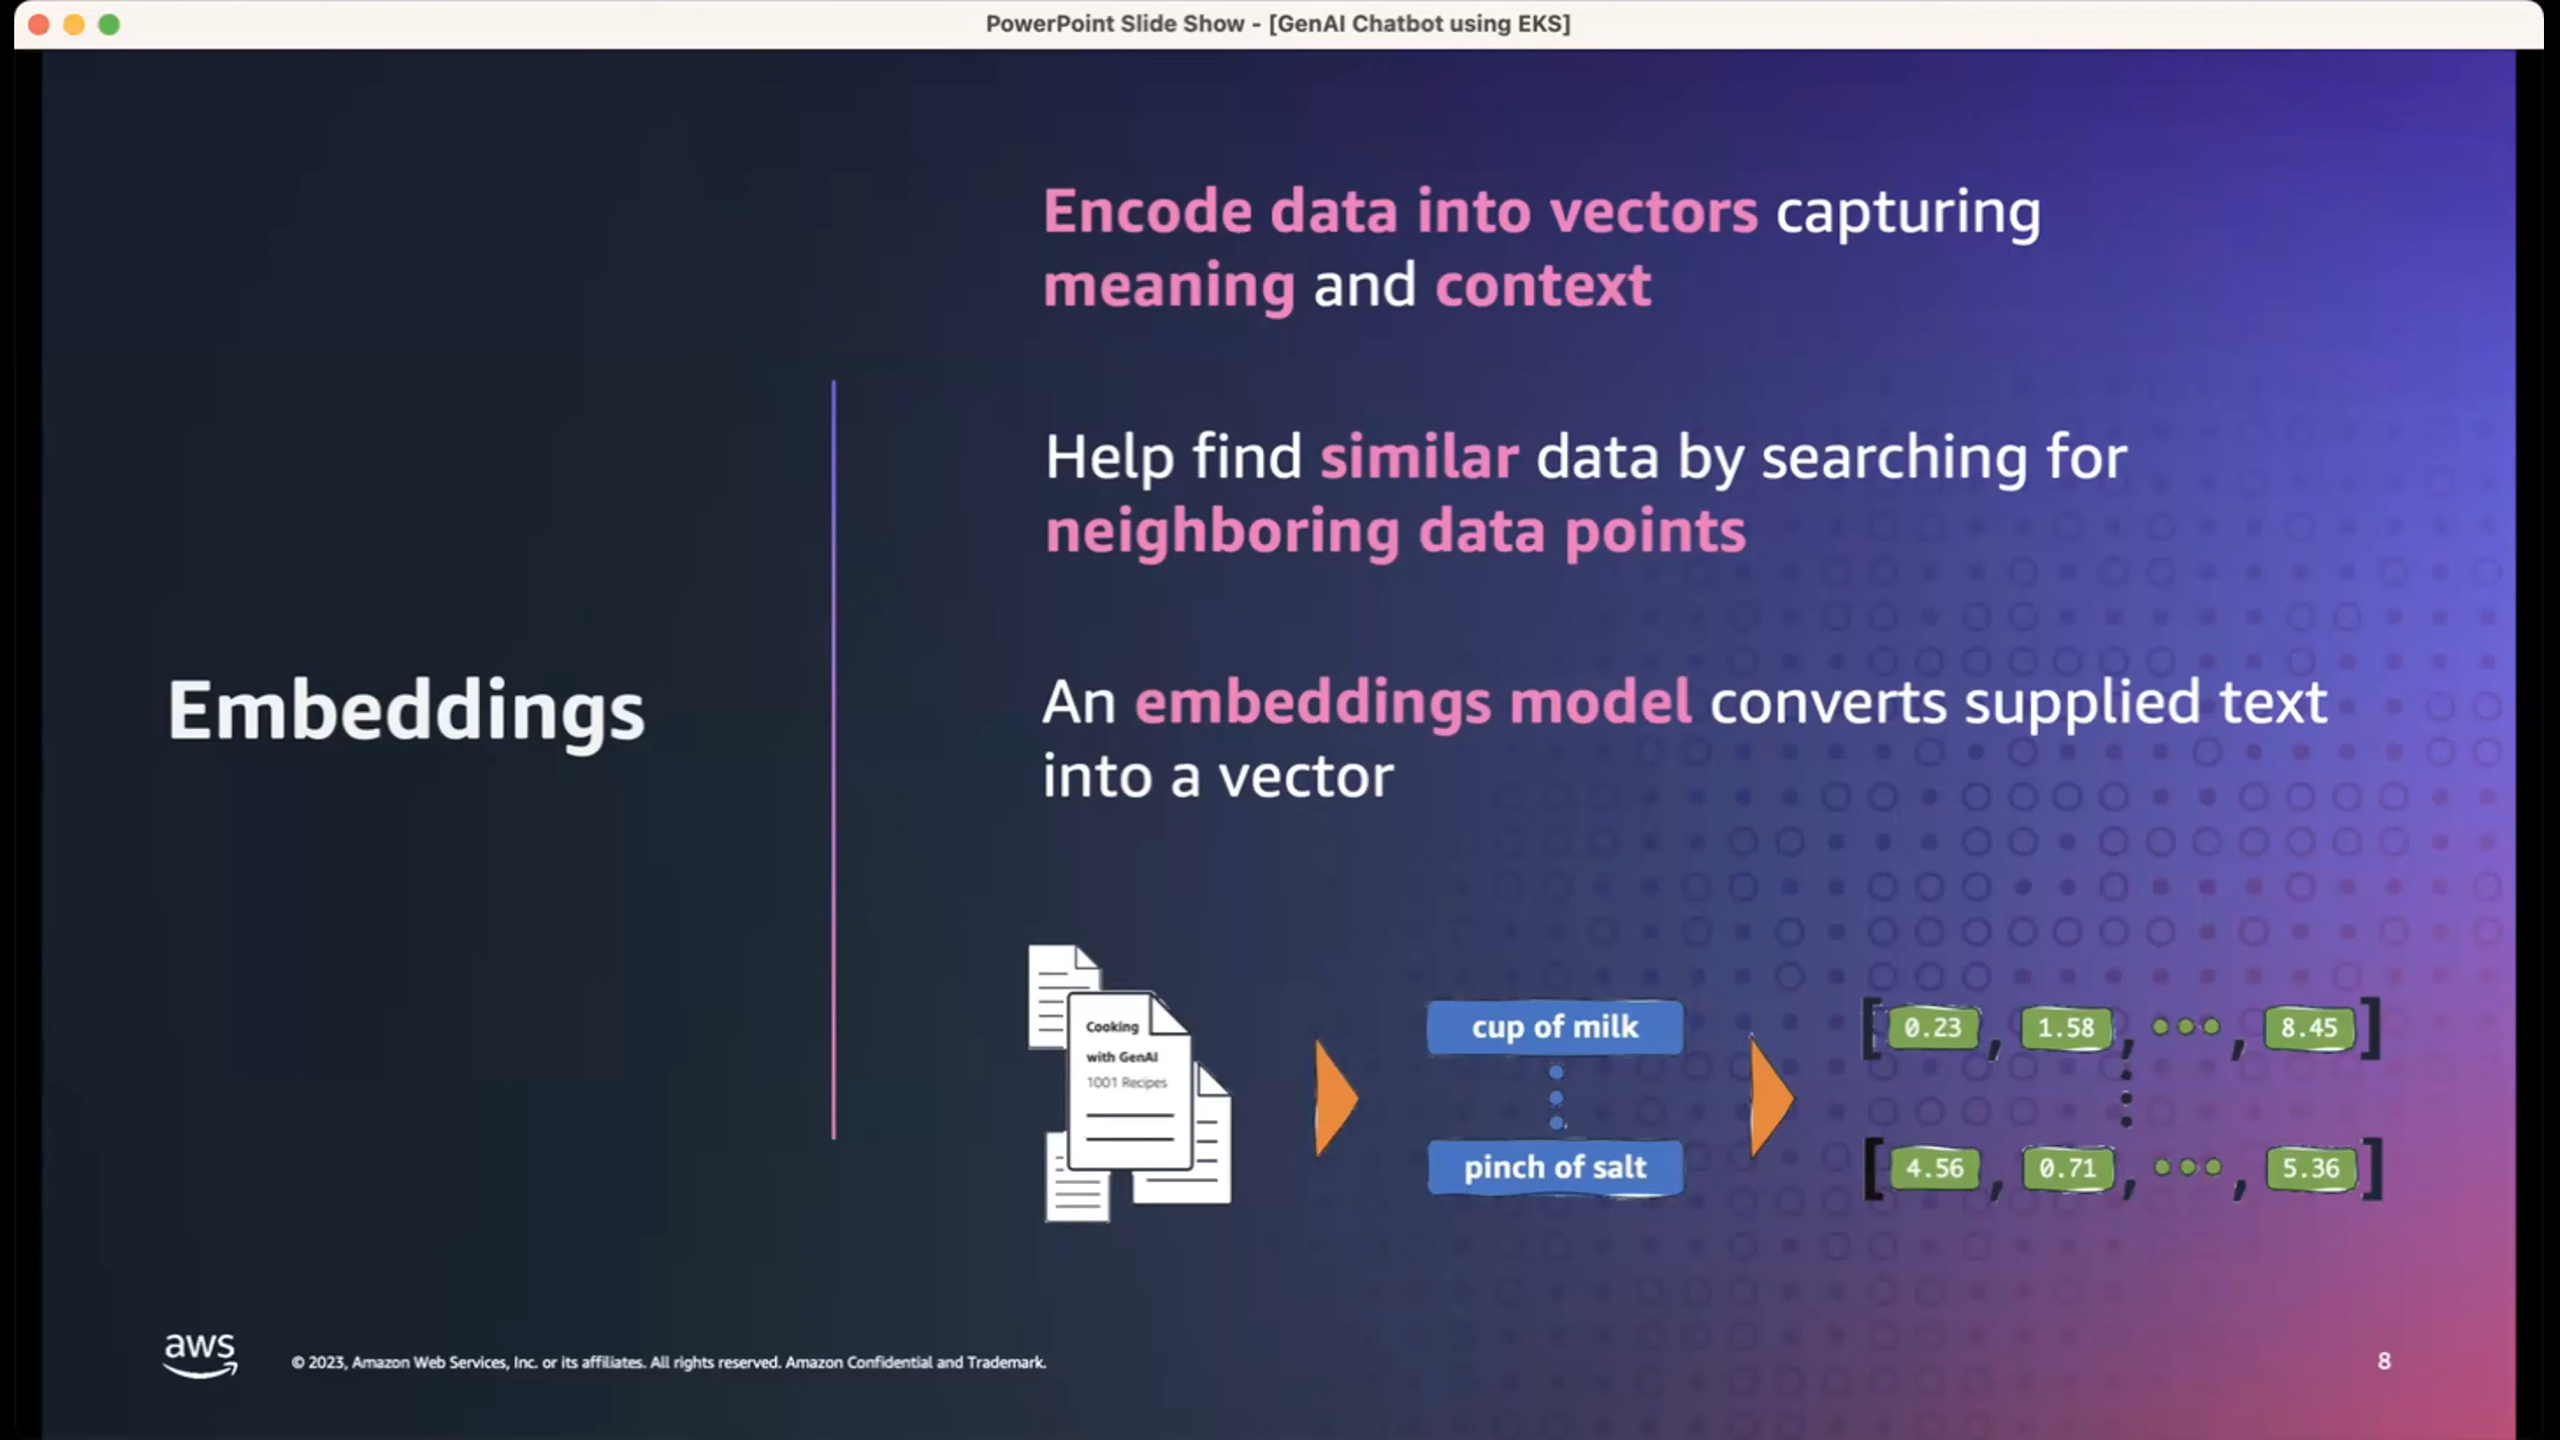 PowerPoint Slide Show - [GenAI Chatbot using EKS]
Encode data into vectors capturing
meaning and context
Help find similar data by searching for
neighboring data points
Embeddings
An embeddings model converts supplied text
into a vector
Cooking
with GenAI
1001 Recipes
cup of milk
[ 0.23 , 1.58 , ••• , 8.45 ]
pinch of salt
[ 4.56 , 0.71 , ••• , 5.36 ]
aws
© 2023, Amazon Web Services, Inc. or its affiliates. All rights reserved. Amazon Confidential and Trademark.
8